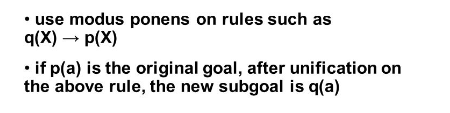 • use modus ponens on rules such as
q(X) → p(X)
• if p(a) is the original goal, after unification on
the above rule, the new subgoal is q(a)